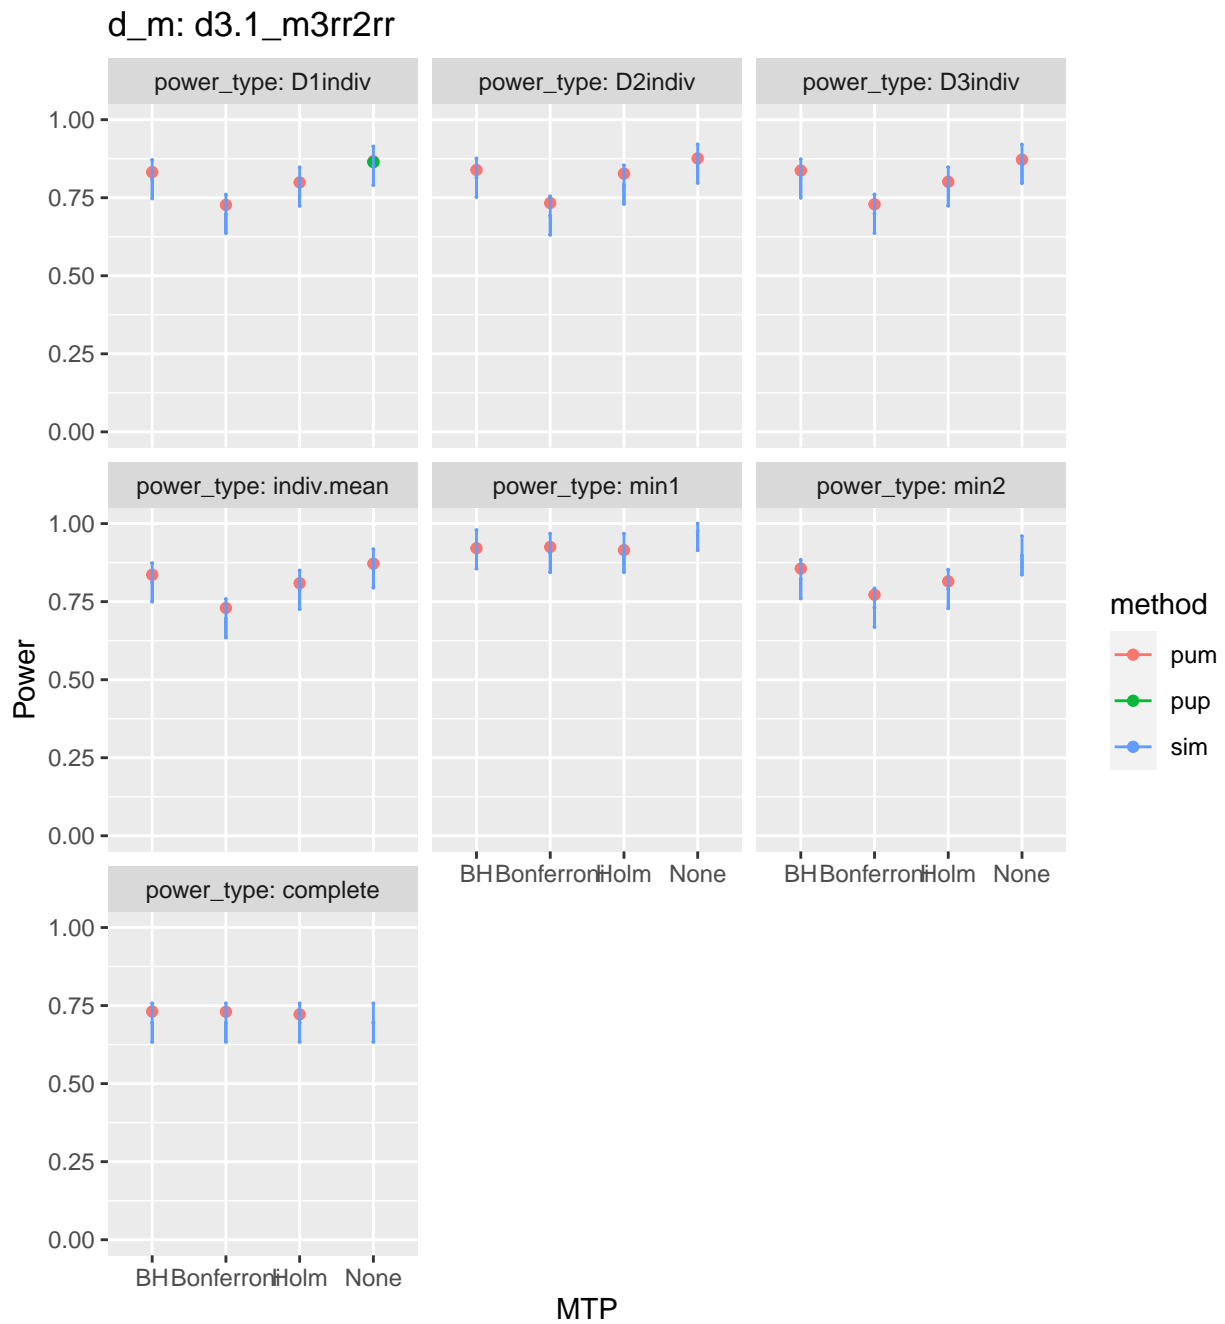 d_m: d3.1_m3rr2rr
power_type: D1indiv
power_type: D2indiv
power_type: D3indiv
1.00
0.75
0.50
0.25
0.00
power_type: indiv.mean
power_type: min1
power_type: min2
1.00
0.75
0.50
0.25
0.00
BH Bonferroni Holm None
BH Bonferroni Holm None
power_type: complete
1.00
0.75
0.50
0.25
0.00
BH Bonferroni Holm None
MTP
Power
method
pum
pup
sim